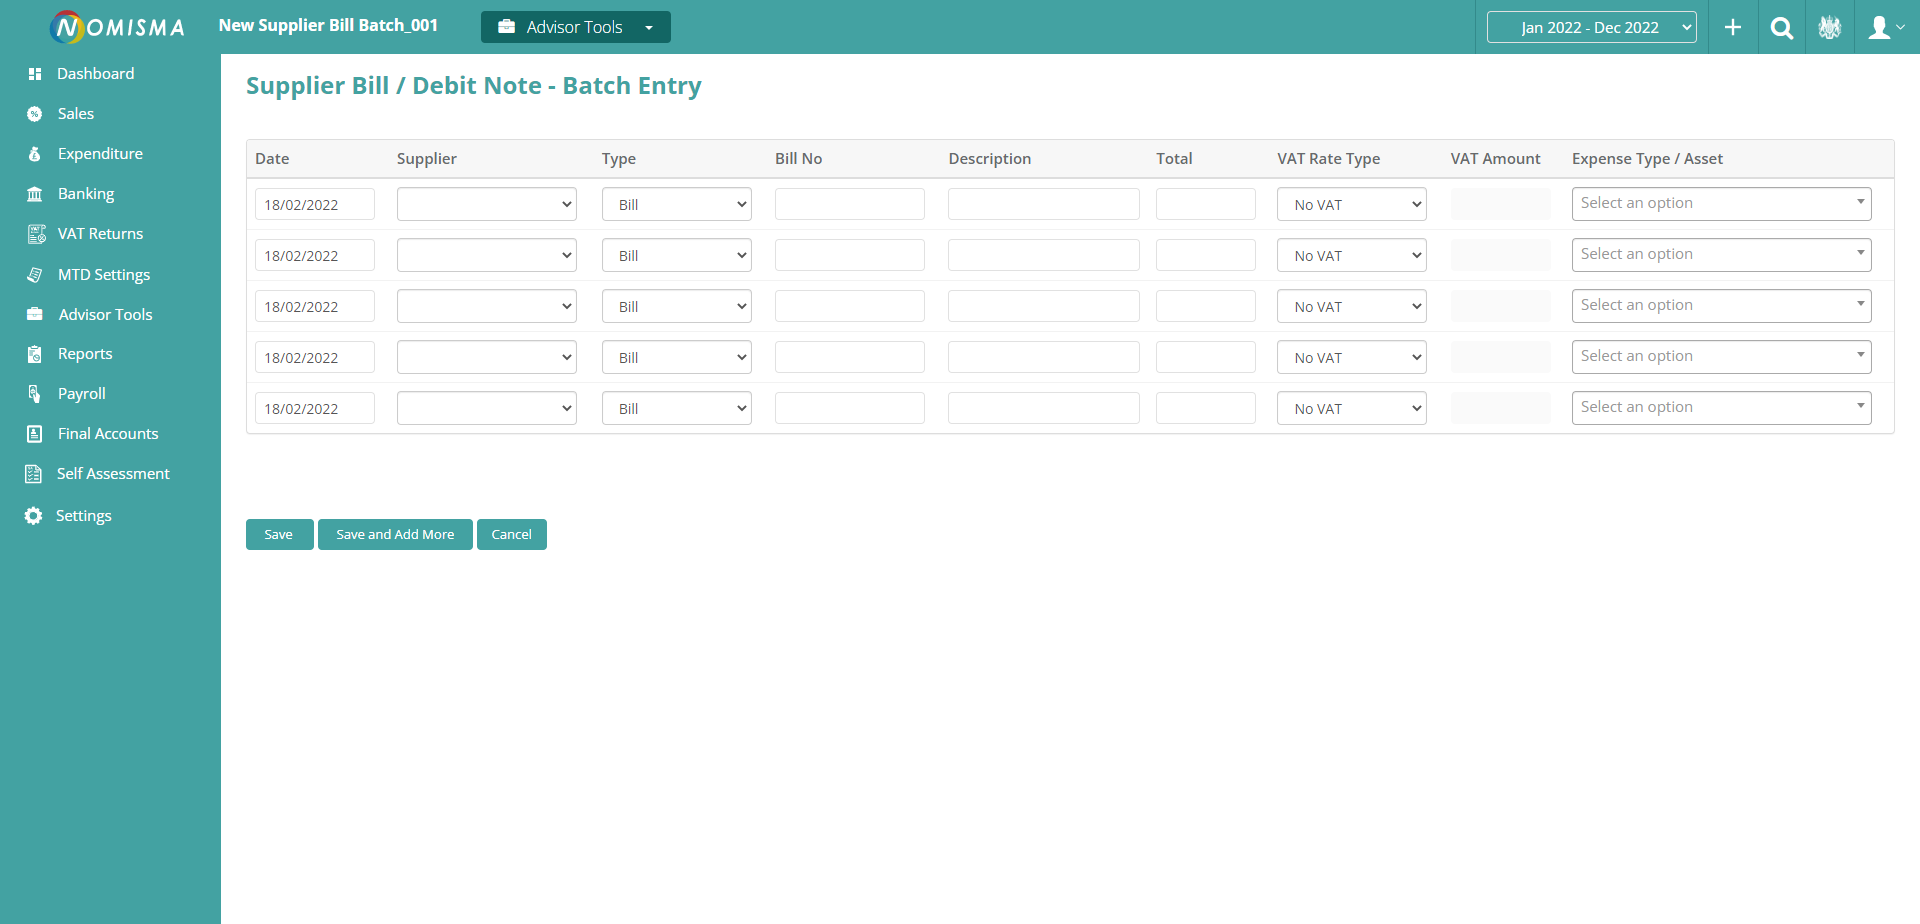 NOMISMA
New Supplier Bill Batch_001
Advisor Tools
Jan 2022 - Dec 2022
Dashboard
Sales
Expenditure
Banking
VAT Returns
MTD Settings
Advisor Tools
Reports
Payroll
Final Accounts
Self Assessment
Settings
Supplier Bill / Debit Note - Batch Entry
Date Supplier Type Bill No Description Total VAT Rate Type VAT Amount Expense Type / Asset
18/02/2022 Bill No VAT Select an option
18/02/2022 Bill No VAT Select an option
18/02/2022 Bill No VAT Select an option
18/02/2022 Bill No VAT Select an option
18/02/2022 Bill No VAT Select an option
Save Save and Add More Cancel